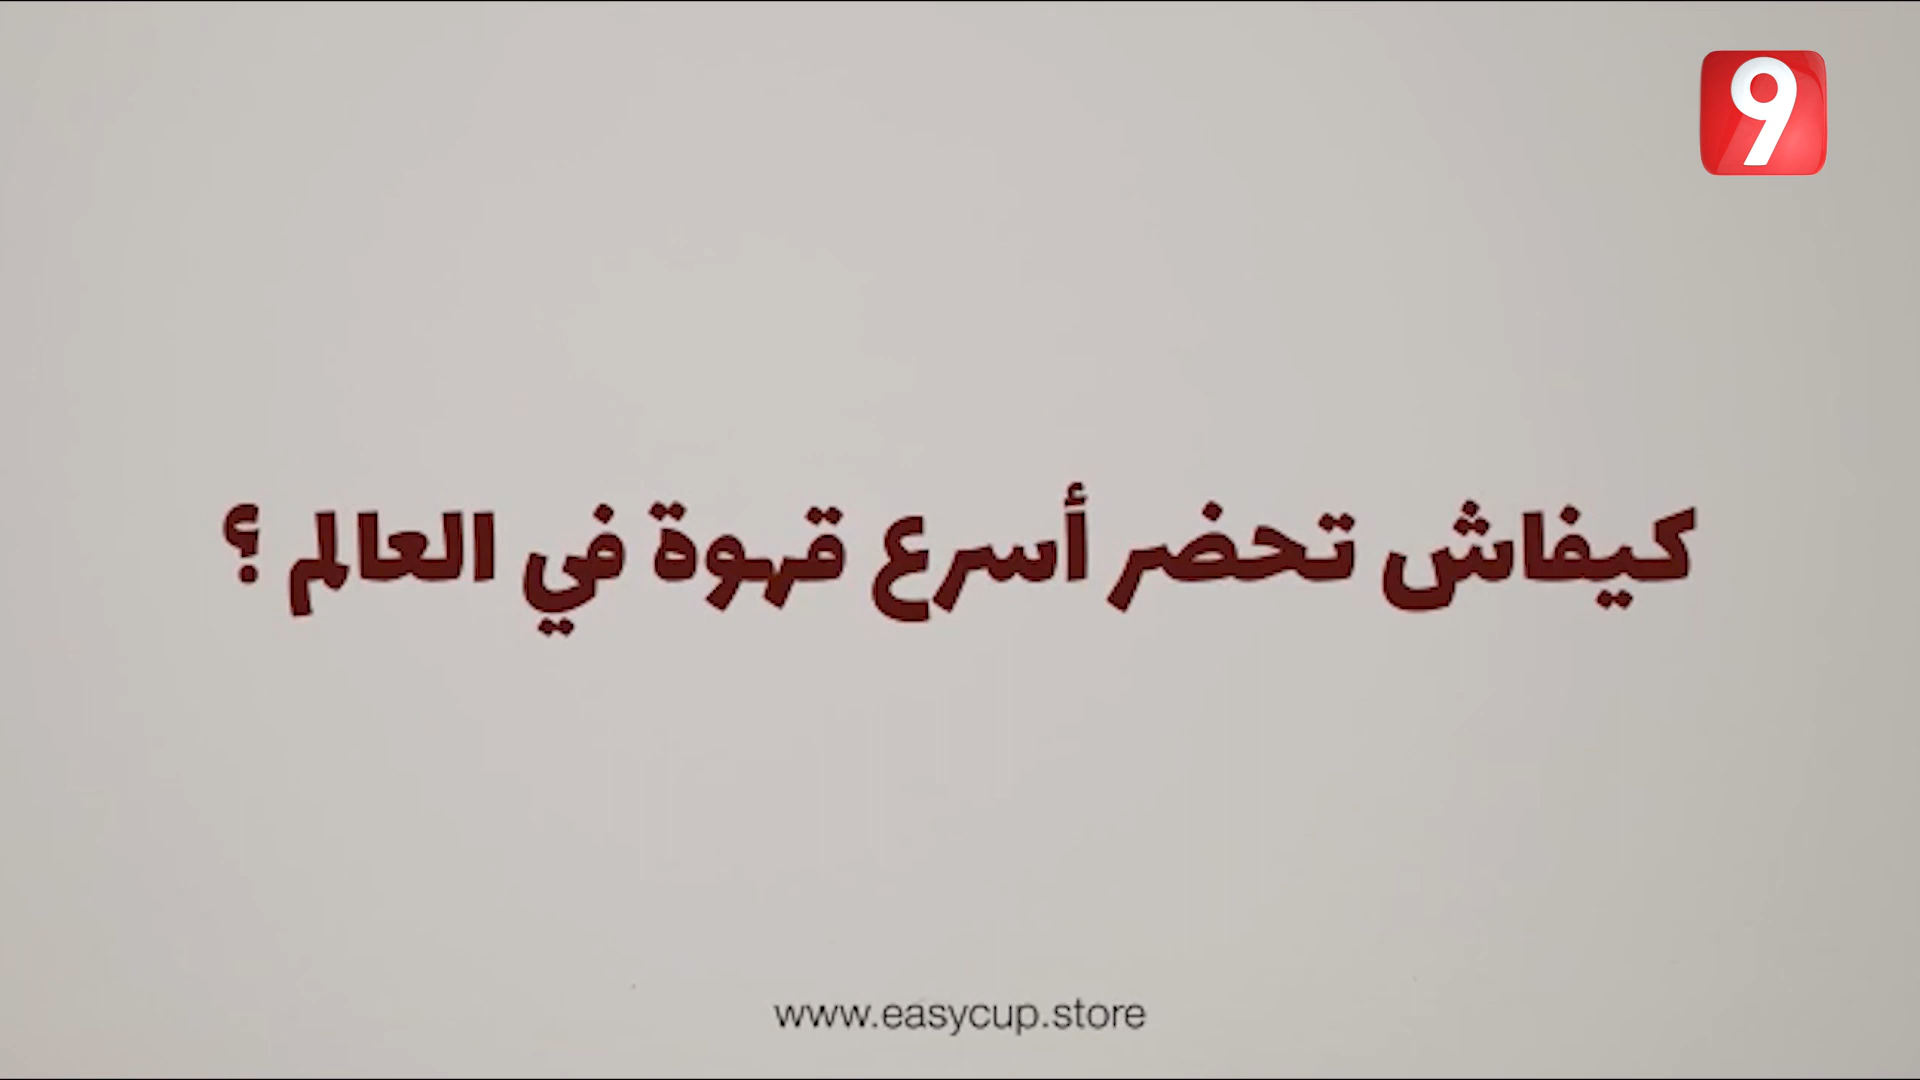 9
كيفاش تحضر أسرع قهوة في العالم ؟
www.easycup.store